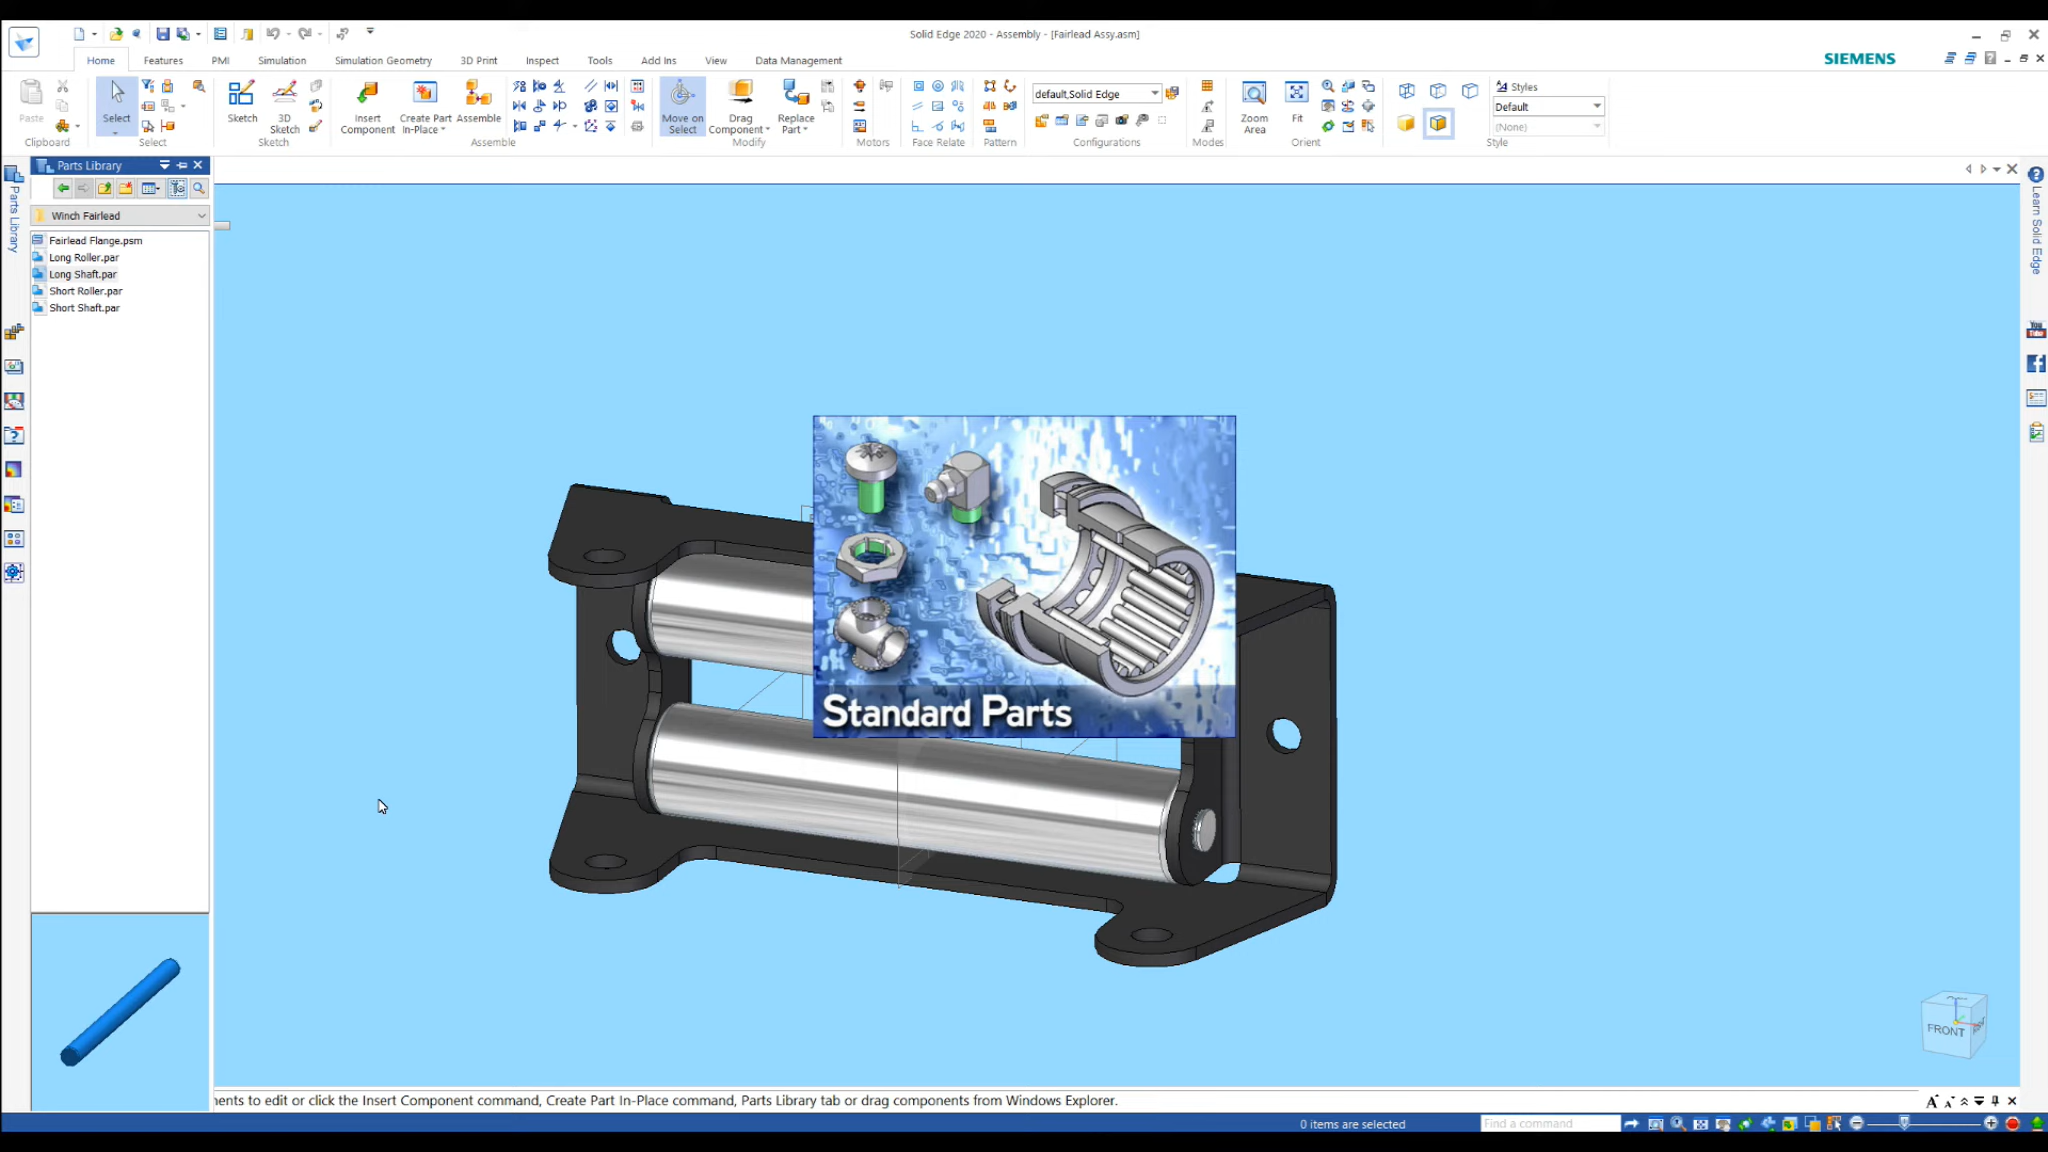 Solid Edge 2020 - Assembly - [Fairlead Assy.asm]
Home Features PMI Simulation Simulation Geometry 3D Print Inspect Tools Add Ins View Data Management
SIEMENS
Paste
Clipboard
Select
Select
Sketch
3D Sketch
Sketch
Insert Component
Create Part In-Place
Assemble
Assemble
Move on Select
Drag Component
Replace Part
Modify
Motors
Face Relate
Pattern
default,Solid Edge
Configurations
Modes
Zoom Area
Fit
Orient
Styles
Default
(None)
Style
Parts Library
Parts Library
Winch Fairlead
Fairlead Flange.psm
Long Roller.par
Long Shaft.par
Short Roller.par
Short Shaft.par
Learn Solid Edge
You Tube
Standard Parts
FRONT
nents to edit or click the Insert Component command, Create Part In-Place command, Parts Library tab or drag components from Windows Explorer.
0 items are selected
Find a command